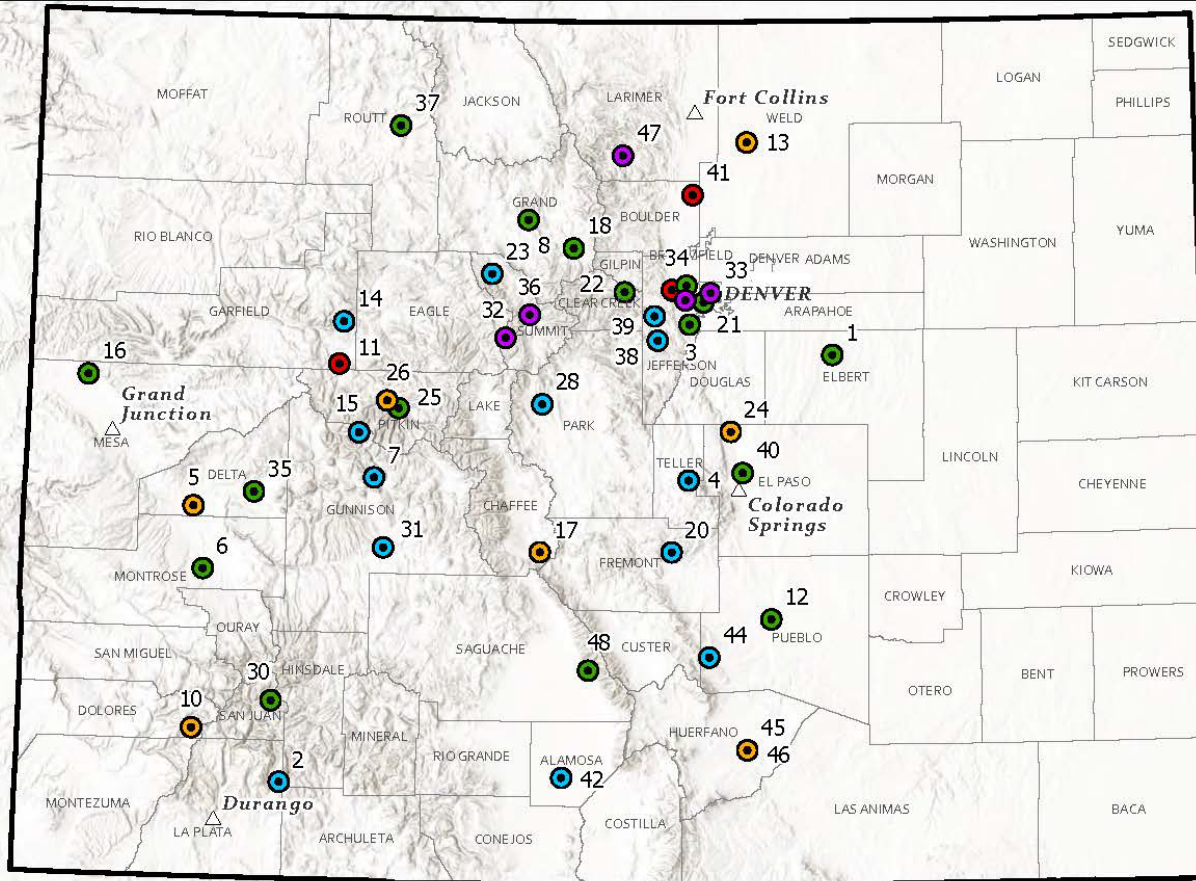 SEDGWICK
LOGAN
MOFFAT
PHILLIPS
37
JACKSON
LARIMER
Fort Collins
ROUTT
WELD
47
13
41
MORGAN
GRAND
BOULDER
YUMA
RIO BLANCO
18
WASHINGTON
23
8
34
GILPIN
DENVER
ADAMS
33
22
36
DENVER
14
CLEAR CREEK
GARFIELD
EAGLE
32
SUMMIT
39
21
ARAPAHOE
11
38
3
1
16
JEFFERSON
ELBERT
26
28
DOUGLAS
KIT CARSON
Grand
Junction
25
LAKE
15
PITKIN
PARK
24
MESA
7
TELLER
40
LINCOLN
5
DELTA
35
4
EL PASO
CHEYENNE
GUNNISON
CHAFFEE
Colorado
Springs
31
17
20
6
FREMONT
KIOWA
MONTROSE
12
CROWLEY
OURAY
48
44
PUEBLO
SAN MIGUEL
SAGUACHE
CUSTER
30
HINSDALE
BENT
PROWERS
10
OTERO
DOLORES
SAN JUAN
45
MINERAL
HUERFANO
2
RIO GRANDE
ALAMOSA
46
42
MONTEZUMA
Durango
LAS ANIMAS
BACA
LA PLATA
COSTILLA
ARCHULETA
CONEJOS